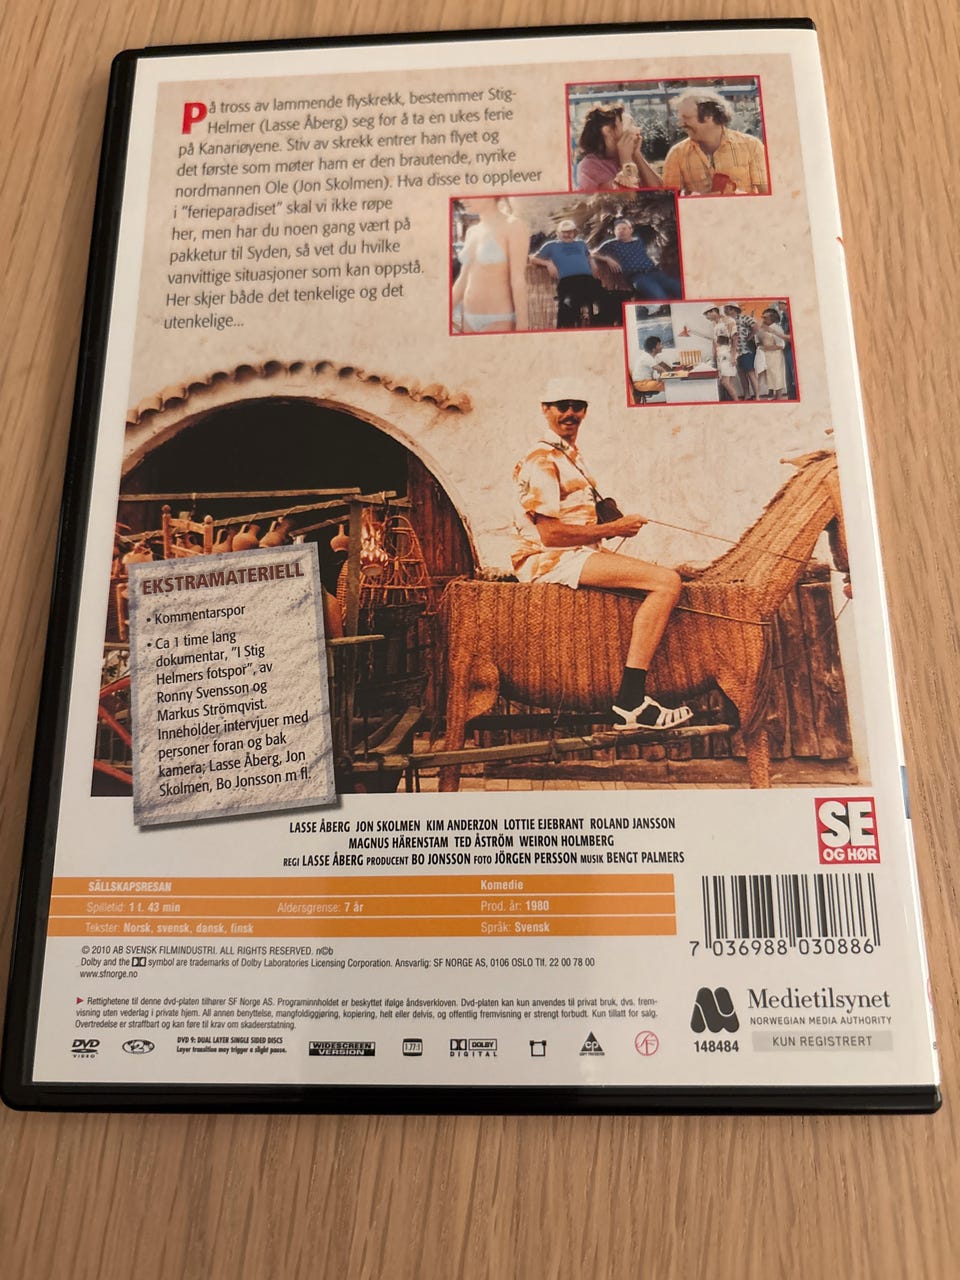 På tross av lammende flyskrekk, bestemmer Stig-
Helmer (Lasse Åberg) seg for å ta en ukes ferie
på Kanariøyene. Stiv av skrekk entrer han flyet og
det første som møter ham er den brautende, nyrike
nordmannen Ole (Jon Skolmen). Hva disse to opplever
i "ferieparadiset" skal vi ikke røpe
her, men har du noen gang vært på
pakketur til Syden, så vet du hvilke
vanvittige situasjoner som kan oppstå.
Her skjer både det tenkelige og det
utenkelige...
EKSTRAMATERIELL
• Kommentarspor
• Ca 1 time lang
dokumentar, "I Stig
Helmers fotspor", av
Ronny Svensson og
Markus Strömqvist.
Inneholder intervjuer med
personer foran og bak
kamera; Lasse Åberg, Jon
Skolmen, Bo Jonsson m fl.
LASSE ÅBERG JON SKOLMEN KIM ANDERZON LOTTIE EJEBRANT ROLAND JANSSON
MAGNUS HÄRENSTAM TED ÅSTRÖM WEIRON HOLMBERG
REGI LASSE ÅBERG PRODUCENT BO JONSSON FOTO JÖRGEN PERSSON MUSIK BENGT PALMERS
SE
OG HØR
SÄLLSKAPSRESAN Komedie
Spilletid: 1 t. 43 min Aldersgrense: 7 år Prod. år: 1980
Tekster: Norsk, svensk, dansk, finsk Språk: Svensk
7 036988 030886
© 2010 AB SVENSK FILMINDUSTRI. ALL RIGHTS RESERVED. n©b
Dolby and the DD symbol are trademarks of Dolby Laboratories Licensing Corporation. Ansvarlig: SF NORGE AS, 0106 OSLO Tlf. 22 00 78 00
www.sfnorge.no
► Rettighetene til denne dvd-platen tilhører SF Norge AS. Programinnholdet er beskyttet ifølge åndsverkloven. Dvd-platen kan kun anvendes til privat bruk, dvs. frem-
visning uten vederlag i private hjem. All annen benyttelse, mangfoldiggjøring, kopiering, helt eller delvis, og offentlig fremvisning er strengt forbudt. Kun tillatt for salg.
Overtredelse er straffbart og kan føre til krav om skadeerstatning.
Medietilsynet
NORWEGIAN MEDIA AUTHORITY
148484 KUN REGISTRERT
DVD
VIDEO
DVD 9: DUAL LAYER SINGLE SIDED DISCS
Layer transition may trigger a slight pause.
WIDESCREEN
VERSION
1.77:1
DOLBY
DIGITAL
CP
COPY PROTECTED